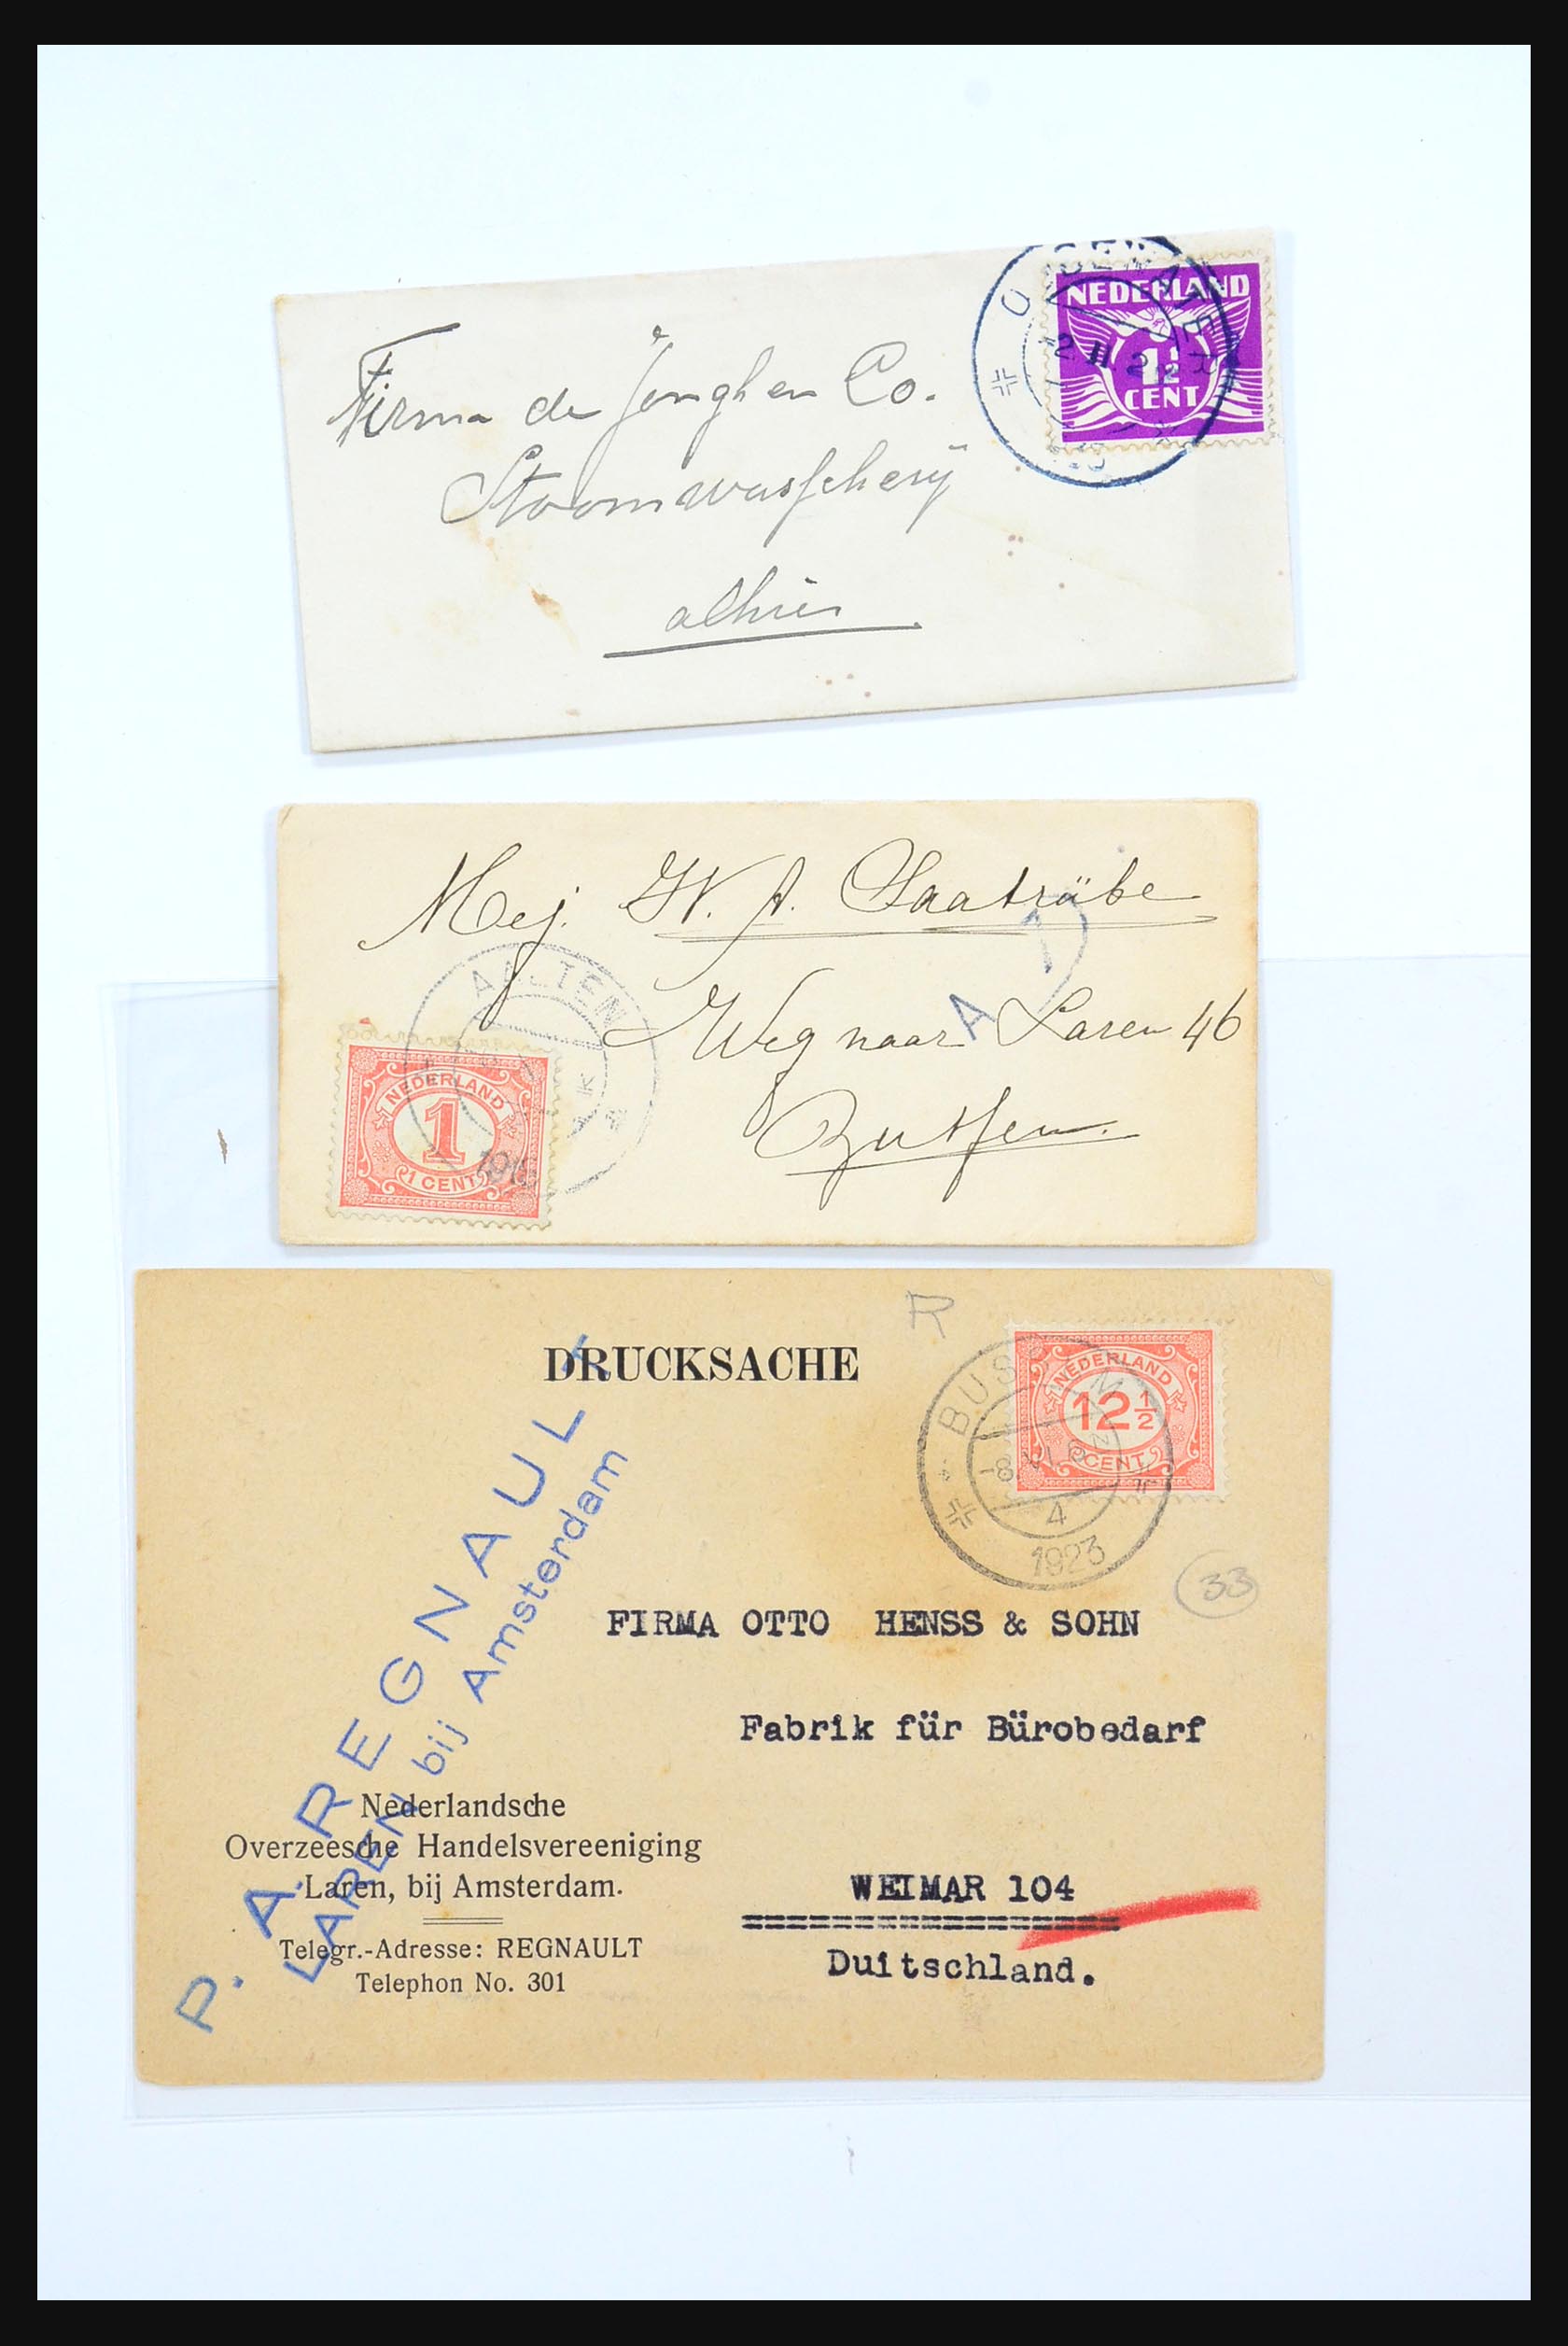 OUDEWATER
NEDERLAND
1½
CENT
Firma de Jongh en Co.
Stoomwasscherij
alhier
Mej. W. A. Slaatrübe
Weg naar Laren 46
Zutfen.
A
AALTEN
NEDERLAND
1
1 CENT
R
DRUCKSACHE
BUSSUM
NEDERLAND
12½
CENT
4
1923
33
P. A. REGNAULT
LAREN bij Amsterdam
FIRMA OTTO HENSS & SOHN
Fabrik für Bürobedarf
Nederlandsche
Overzeesche Handelsvereeniging
Laren, bij Amsterdam.
WEIMAR 104
Telegr.-Adresse: REGNAULT
Duitschland.
Telephon No. 301